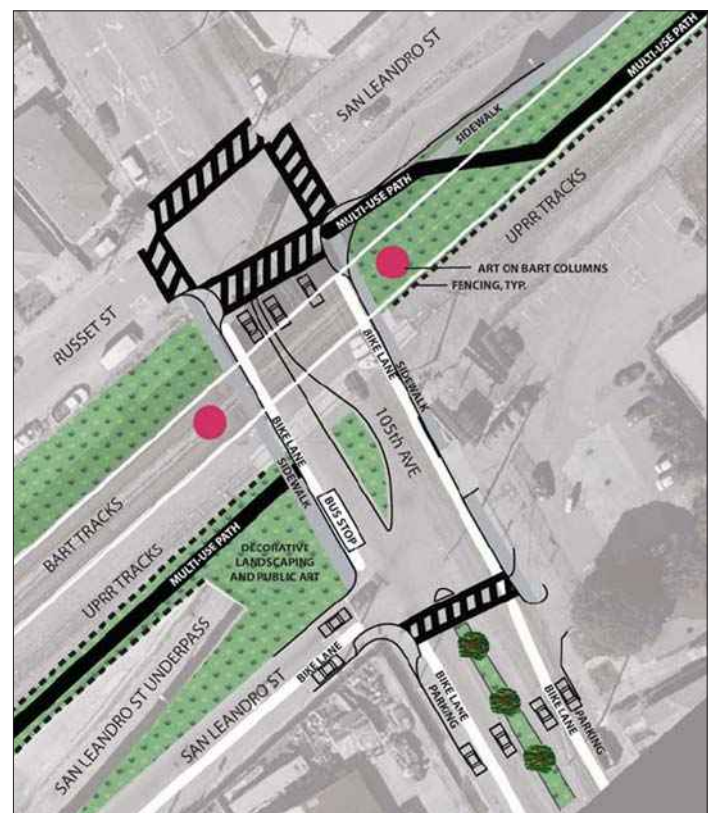 SAN LEANDRO ST
MULTI-USE PATH
SIDEWALK
MULTI-USE PATH
UPRR TRACKS
ART ON BART COLUMNS
FENCING, TYP.
RUSSET ST
BIKE LANE
SIDEWALK
105th AVE
BIKE LANE
SIDEWALK
BUS STOP
BART TRACKS
UPRR TRACKS
MULTI-USE PATH
DECORATIVE
LANDSCAPING
AND PUBLIC ART
SAN LEANDRO ST UNDERPASS
SAN LEANDRO ST
BIKE LANE
BIKE LANE
PARKING
BIKE LANE
PARKING